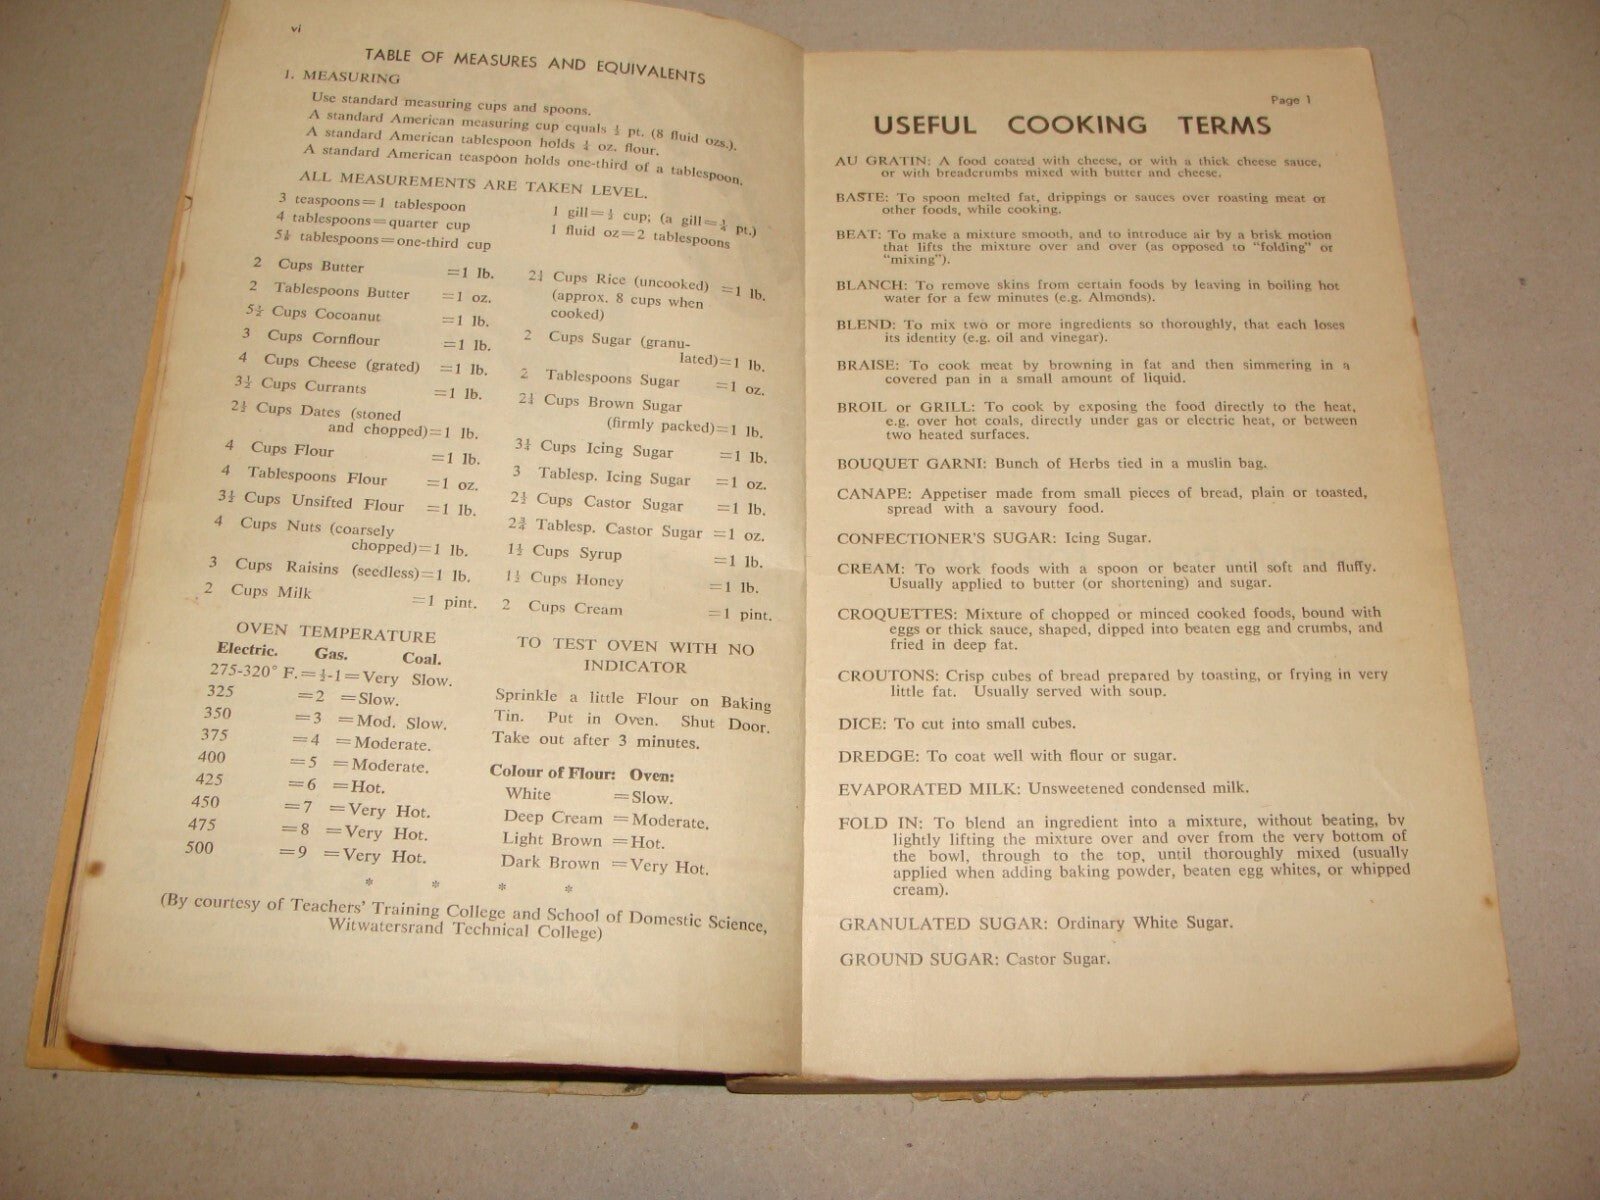 vi
TABLE OF MEASURES AND EQUIVALENTS
1. MEASURING
Use standard measuring cups and spoons.
A standard American measuring cup equals ½ pt. (8 fluid ozs.).
A standard American tablespoon holds ¼ oz. flour.
A standard American teaspoon holds one-third of a tablespoon.
ALL MEASUREMENTS ARE TAKEN LEVEL.
3 teaspoons=1 tablespoon
4 tablespoons=quarter cup
5⅓ tablespoons=one-third cup
1 gill=½ cup; (a gill=¼ pt.)
1 fluid oz=2 tablespoons
2 Cups Butter =1 lb.
2 Tablespoons Butter =1 oz.
5½ Cups Cocoanut =1 lb.
3 Cups Cornflour =1 lb.
4 Cups Cheese (grated) =1 lb.
3½ Cups Currants =1 lb.
2½ Cups Dates (stoned
and chopped)=1 lb.
4 Cups Flour =1 lb.
4 Tablespoons Flour =1 oz.
3½ Cups Unsifted Flour =1 lb.
4 Cups Nuts (coarsely
chopped)=1 lb.
3 Cups Raisins (seedless)=1 lb.
2 Cups Milk =1 pint.
Cups Rice (uncooked) =1 lb.
(approx. 8 cups when
cooked)
2 Cups Sugar (granu-
lated)=1 lb.
2 Tablespoons Sugar =1 oz.
Cups Brown Sugar
(firmly packed)=1 lb.
Cups Icing Sugar =1 lb.
3 Tablesp. Icing Sugar =1 oz.
Cups Castor Sugar =1 lb.
2¾ Tablesp. Castor Sugar =1 oz.
1½ Cups Syrup =1 lb.
1½ Cups Honey =1 lb.
2 Cups Cream =1 pint.
OVEN TEMPERATURE
Electric. Gas. Coal.
275-320° F.=½-1=Very Slow.
325 =2 =Slow.
350 =3 =Mod. Slow.
375 =4 =Moderate.
400 =5 =Moderate.
425 =6 =Hot.
450 =7 =Very Hot.
475 =8 =Very Hot.
500 =9 =Very Hot.
TO TEST OVEN WITH NO
INDICATOR
Sprinkle a little Flour on Baking
Tin. Put in Oven. Shut Door.
Take out after 3 minutes.
Colour of Flour: Oven:
White =Slow.
Deep Cream =Moderate.
Light Brown =Hot.
Dark Brown =Very Hot.
* * * *
(By courtesy of Teachers' Training College and School of Domestic Science,
Witwatersrand Technical College)
Page 1
USEFUL COOKING TERMS
AU GRATIN: A food coated with cheese, or with a thick cheese sauce,
or with breadcrumbs mixed with butter and cheese.
BASTE: To spoon melted fat, drippings or sauces over roasting meat or
other foods, while cooking.
BEAT: To make a mixture smooth, and to introduce air by a brisk motion
that lifts the mixture over and over (as opposed to "folding" or
"mixing").
BLANCH: To remove skins from certain foods by leaving in boiling hot
water for a few minutes (e.g. Almonds).
BLEND: To mix two or more ingredients so thoroughly, that each loses
its identity (e.g. oil and vinegar).
BRAISE: To cook meat by browning in fat and then simmering in a
covered pan in a small amount of liquid.
BROIL or GRILL: To cook by exposing the food directly to the heat,
e.g. over hot coals, directly under gas or electric heat, or between
two heated surfaces.
BOUQUET GARNI: Bunch of Herbs tied in a muslin bag.
CANAPE: Appetiser made from small pieces of bread, plain or toasted,
spread with a savoury food.
CONFECTIONER'S SUGAR: Icing Sugar.
CREAM: To work foods with a spoon or beater until soft and fluffy.
Usually applied to butter (or shortening) and sugar.
CROQUETTES: Mixture of chopped or minced cooked foods, bound with
eggs or thick sauce, shaped, dipped into beaten egg and crumbs, and
fried in deep fat.
CROUTONS: Crisp cubes of bread prepared by toasting, or frying in very
little fat. Usually served with soup.
DICE: To cut into small cubes.
DREDGE: To coat well with flour or sugar.
EVAPORATED MILK: Unsweetened condensed milk.
FOLD IN: To blend an ingredient into a mixture, without beating, by
lightly lifting the mixture over and over from the very bottom of
the bowl, through to the top, until thoroughly mixed (usually
applied when adding baking powder, beaten egg whites, or whipped
cream).
GRANULATED SUGAR: Ordinary White Sugar.
GROUND SUGAR: Castor Sugar.